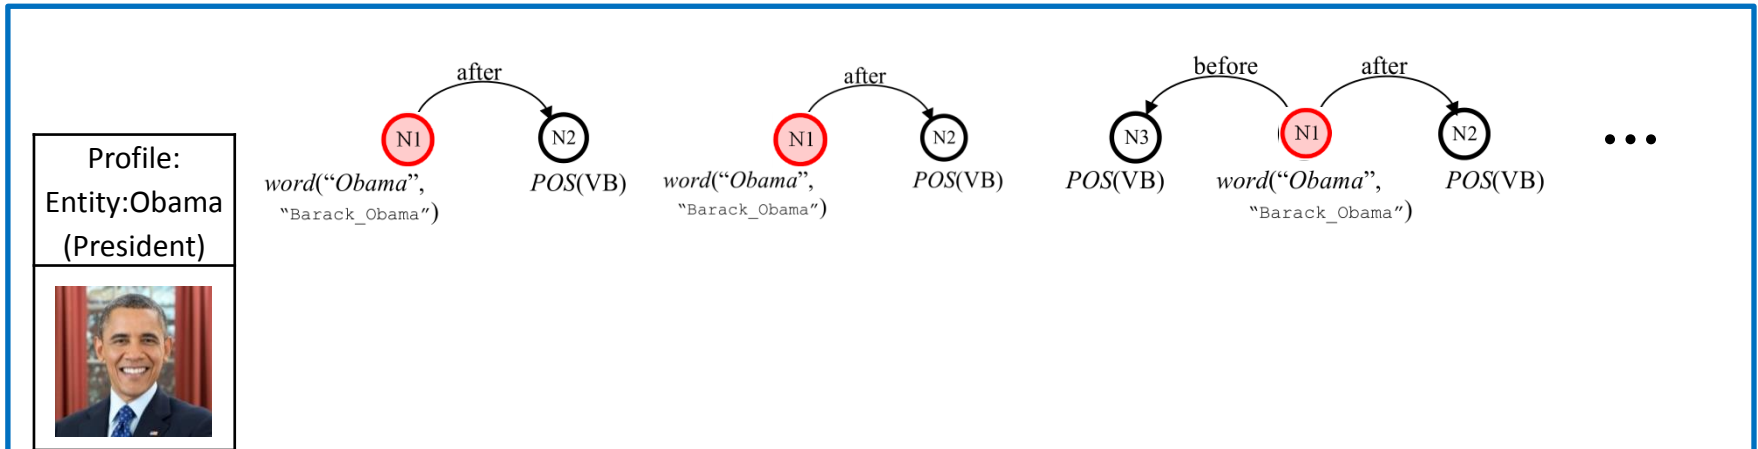 after
after
before after
N1 N2
N1 N2
N3 N1 N2
Profile:
Entity:Obama
(President)
word(“Obama”, POS(VB)
“Barack_Obama”)
word(“Obama”, POS(VB)
“Barack_Obama”)
POS(VB) word(“Obama”, POS(VB)
“Barack_Obama”)
...